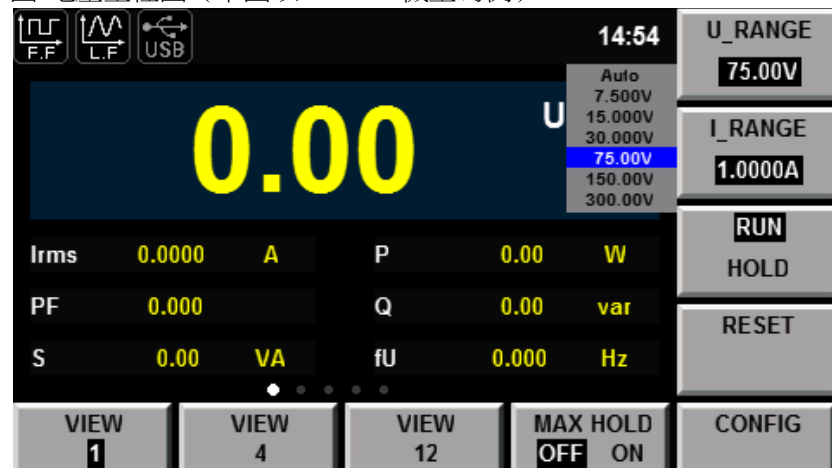 F.F L.F USB 14:54
U_RANGE
75.00V
Auto
7.500V
15.000V
30.000V
75.00V
150.00V
300.00V
0.00 U
I_RANGE
1.0000A
RUN
HOLD
Irms 0.0000 A P 0.00 W
PF 0.000 Q 0.00 var
RESET
S 0.00 VA fU 0.000 Hz
VIEW
1
VIEW
4
VIEW
12
MAX HOLD
OFF ON
CONFIG